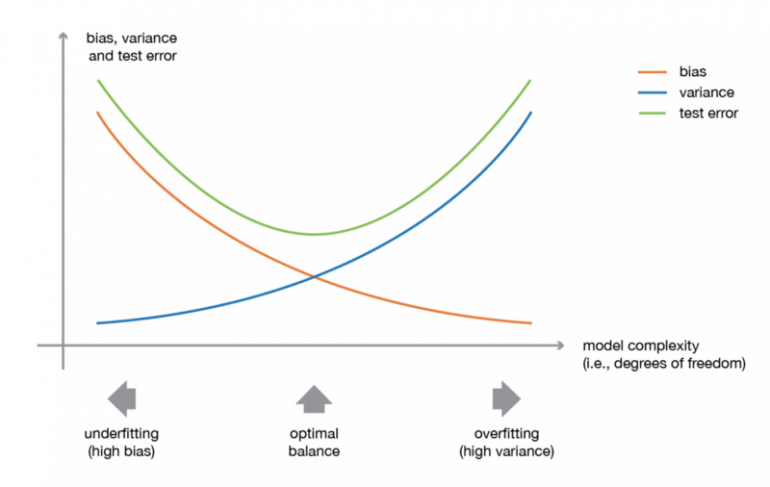 bias, variance
and test error
bias
variance
test error
model complexity
(i.e., degrees of freedom)
underfitting
(high bias)
optimal
balance
overfitting
(high variance)